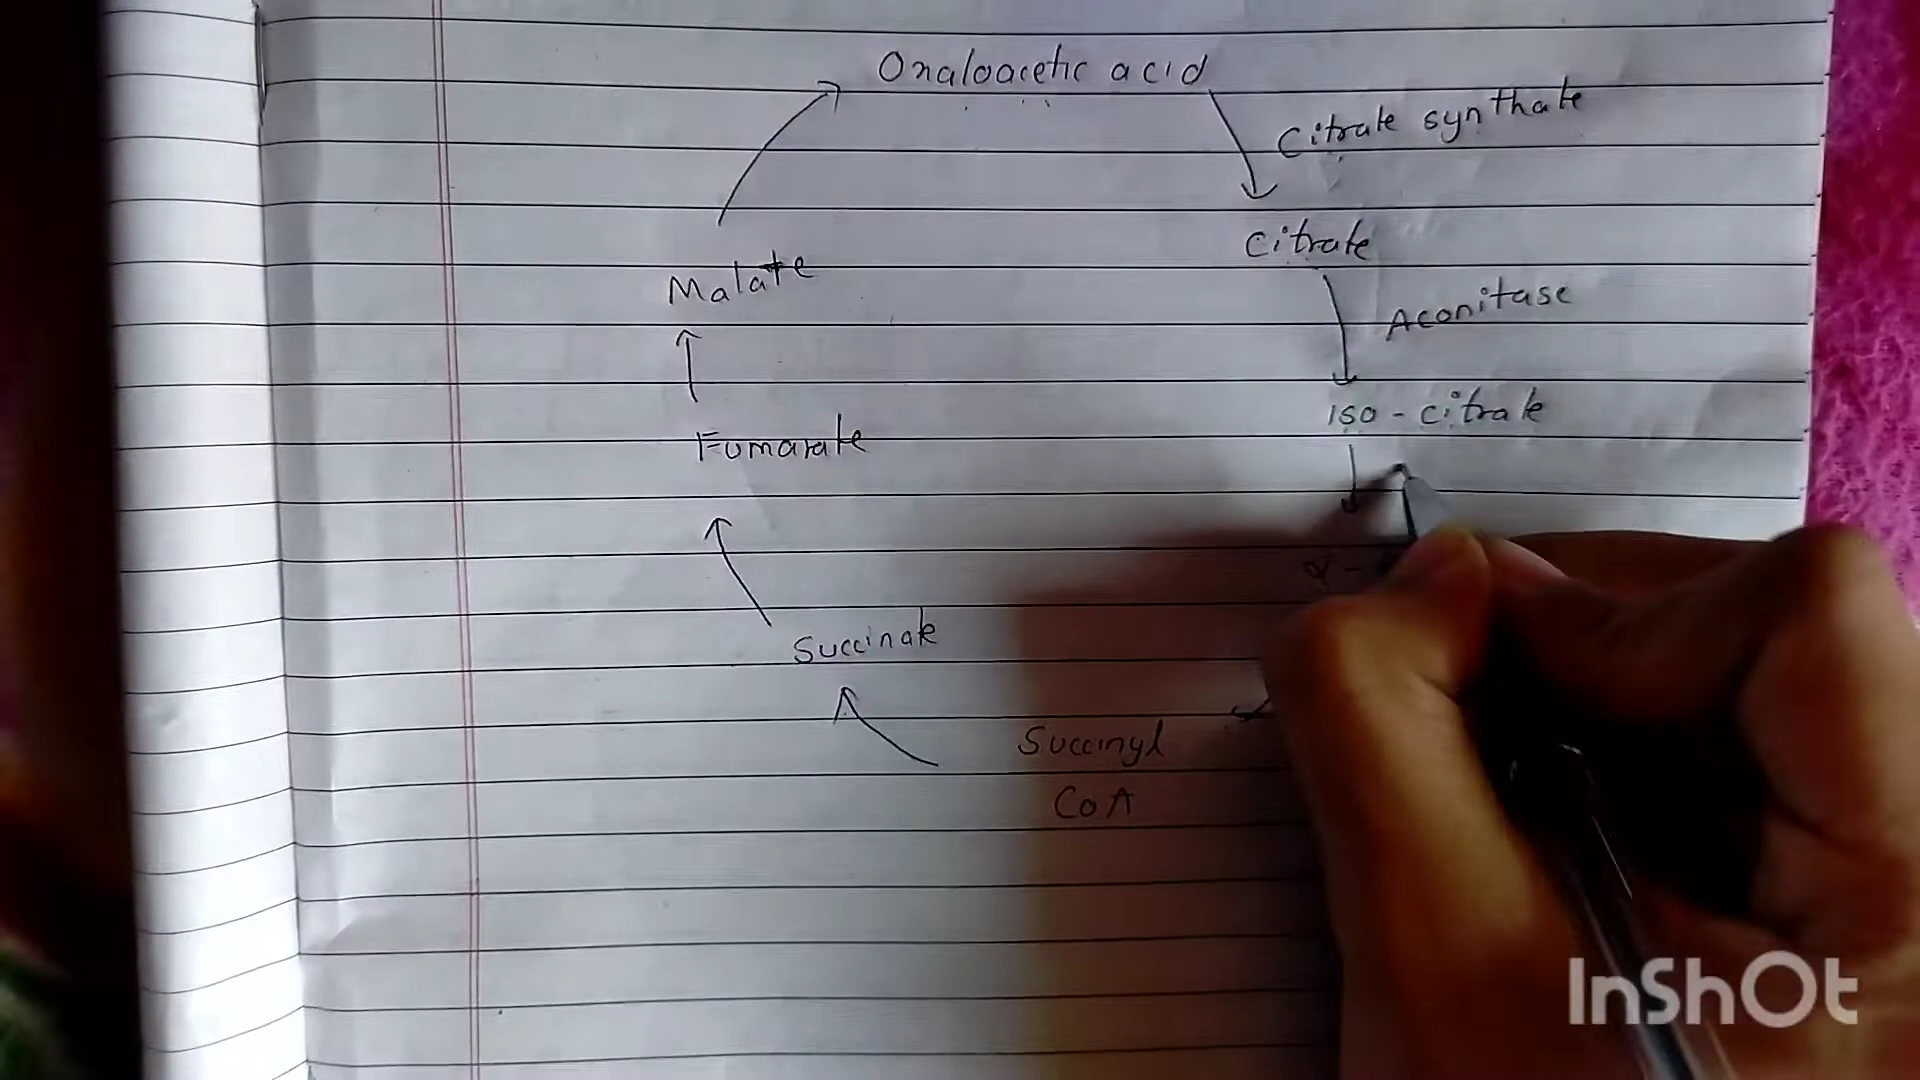 Oxaloacetic acid
Citrate synthate
Citrate
Malate
Aconitase
iso - citrate
Fumarate
α -
Succinate
Succinyl
CoA
InShOt